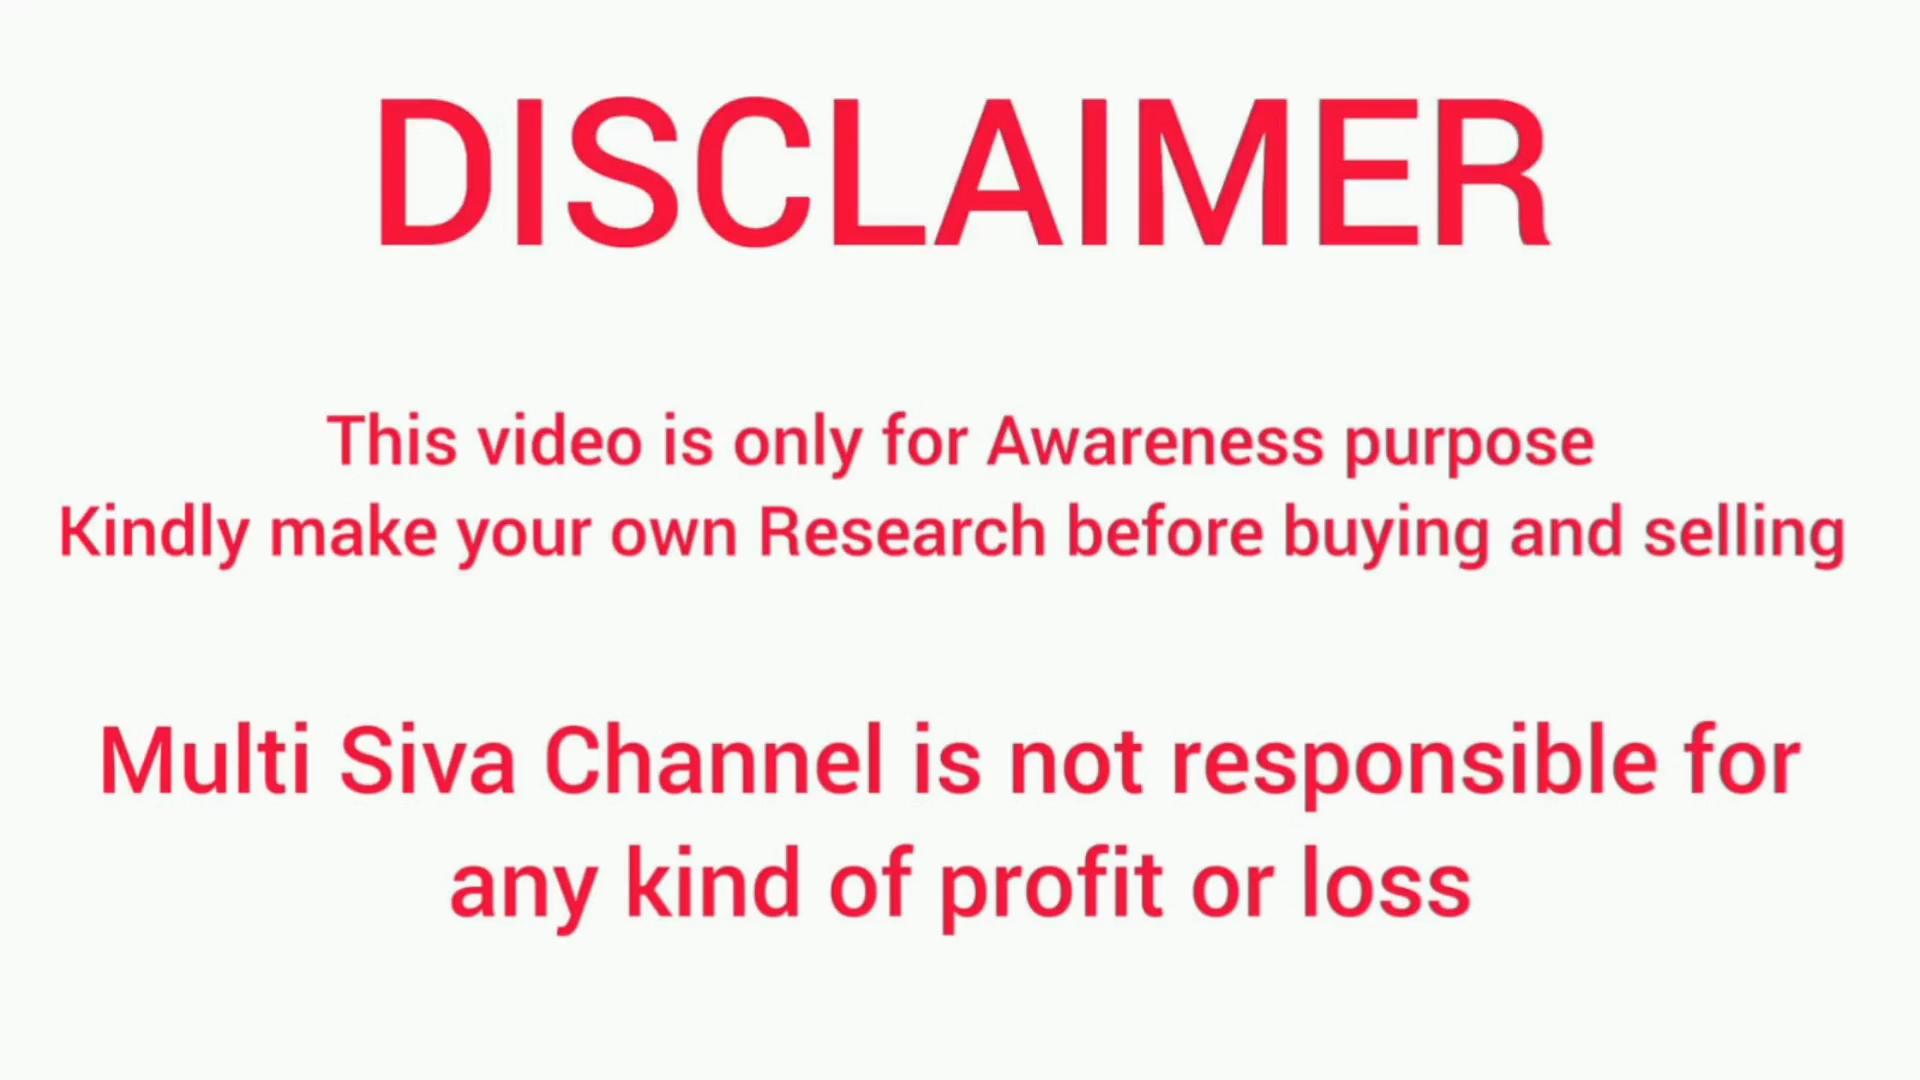 DISCLAIMER
This video is only for Awareness purpose
Kindly make your own Research before buying and selling
Multi Siva Channel is not responsible for
any kind of profit or loss